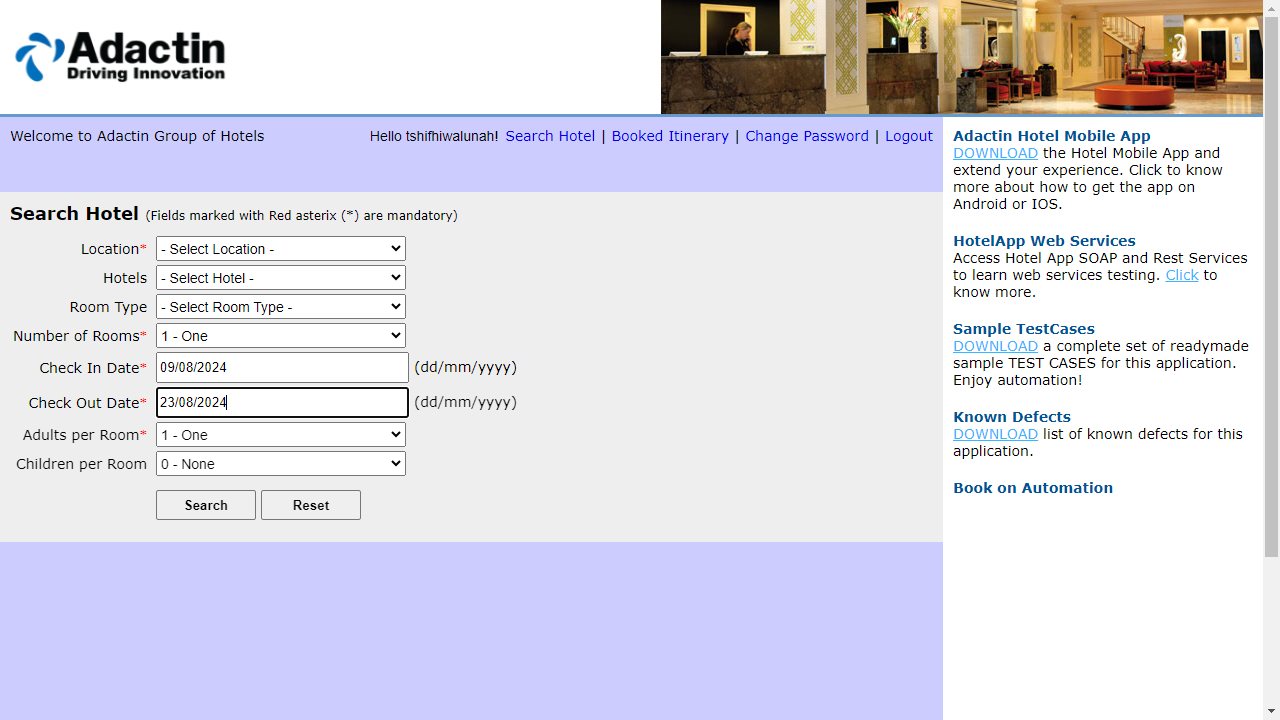 Adactin
Driving Innovation
Welcome to Adactin Group of Hotels
Hello tshifhiwalunah! Search Hotel | Booked Itinerary | Change Password | Logout
Search Hotel (Fields marked with Red asterix (*) are mandatory)
Location* - Select Location -
Hotels - Select Hotel -
Room Type - Select Room Type -
Number of Rooms* 1 - One
Check In Date* 09/08/2024 (dd/mm/yyyy)
Check Out Date* 23/08/2024 (dd/mm/yyyy)
Adults per Room* 1 - One
Children per Room 0 - None
Search Reset
Adactin Hotel Mobile App
DOWNLOAD the Hotel Mobile App and
extend your experience. Click to know
more about how to get the app on
Android or IOS.
HotelApp Web Services
Access Hotel App SOAP and Rest Services
to learn web services testing. Click to
know more.
Sample TestCases
DOWNLOAD a complete set of readymade
sample TEST CASES for this application.
Enjoy automation!
Known Defects
DOWNLOAD list of known defects for this
application.
Book on Automation